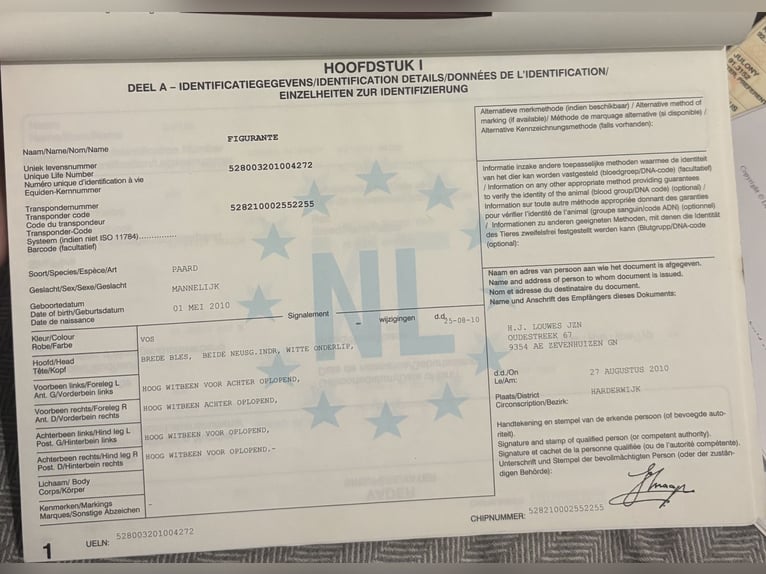 HOOFDSTUK I
DEEL A – IDENTIFICATIEGEGEVENS/IDENTIFICATION DETAILS/DONNÉES DE L'IDENTIFICATION/
EINZELHEITEN ZUR IDENTIFIZIERUNG
Naam/Name/Nom/Name
FIGURANTE
Uniek levensnummer
Unique Life Number
Numéro unique d'identification à vie
Equiden-Kennummer
528003201004272
Transpondernummer
Transponder code
Code du transpondeur
Transponder-Code
Systeem (indien niet ISO 11784)...............
Barcode (facultatief)
528210002552255
Soort/Species/Espèce/Art
PAARD
Geslacht/Sex/Sexe/Geslacht
MANNELIJK
Geboortedatum
Date of birth/Geburtsdatum
Date de naissance
01 MEI 2010
Signalement – wijzigingen d.d. 25-08-10
Kleur/Colour
Robe/Farbe
VOS
Hoofd/Head
Tête/Kopf
BREDE BLES, BEIDE NEUSG.INDR, WITTE ONDERLIP,
Voorbeen links/Foreleg L
Ant. G/Vorderbein links
HOOG WITBEEN VOOR ACHTER OPLOPEND,
Voorbeen rechts/Foreleg R
Ant. D/Vorderbein rechts
HOOG WITBEEN ACHTER OPLOPEND,
Achterbeen links/Hind leg L
Post. G/Hinterbein links
HOOG WITBEEN VOOR OPLOPEND,
Achterbeen rechts/Hind leg R
Post. D/Hinterbein rechts
HOOG WITBEEN VOOR OPLOPEND,-
Lichaam/ Body
Corps/Körper
Kenmerken/Markings
Marques/Sonstige Abzeichen
-
1
UELN: 528003201004272
NL
Alternatieve merkmethode (indien beschikbaar) / Alternative method of
marking (if available)/ Méthode de marquage alternative (si disponible) /
Alternative Kennzeichnungsmethode (falls vorhanden):
Informatie inzake andere toepasselijke methoden waarmee de identiteit
van het dier kan worden vastgesteld (bloedgroep/DNA-code) (facultatief)
/ Information on any other appropriate method providing guarantees
to verify the identity of the animal (blood group/DNA code) (optional) /
Information sur toute autre méthode appropriée donnant des garanties
pour vérifier l'identité de l'animal (groupe sanguin/code ADN) (optionnel)
/ Informationen zu anderen geeigneten Methoden, mit denen die Identität
des Tieres zweifelsfrei festgestellt werden kann (Blutgrupp/DNA-code
(optional):
Naam en adres van persoon aan wie het document is afgegeven.
Name and address of person to whom document is issued.
Nom et adresse du destinataire du document.
Name und Anschrift des Empfängers dieses Dokuments:
H.J. LOUWES JZN
OUDESTREEK 67
9354 AE ZEVENHUIZEN GN
d.d./On
Le/Am:
27 AUGUSTUS 2010
Plaats/District
Circonscription/Bezirk:
HARDERWIJK
Handtekening en stempel van de erkende persoon (of bevoegde auto-
riteit).
Signature and stamp of qualified person (or competent authority).
Signature et cachet de la personne qualifiée (ou de l'autorité compétente).
Unterschrift und Stempel der bevollmächtigten Person (oder der zustän-
digen Behörde):
CHIPNUMMER: 528210002552255
JULONY